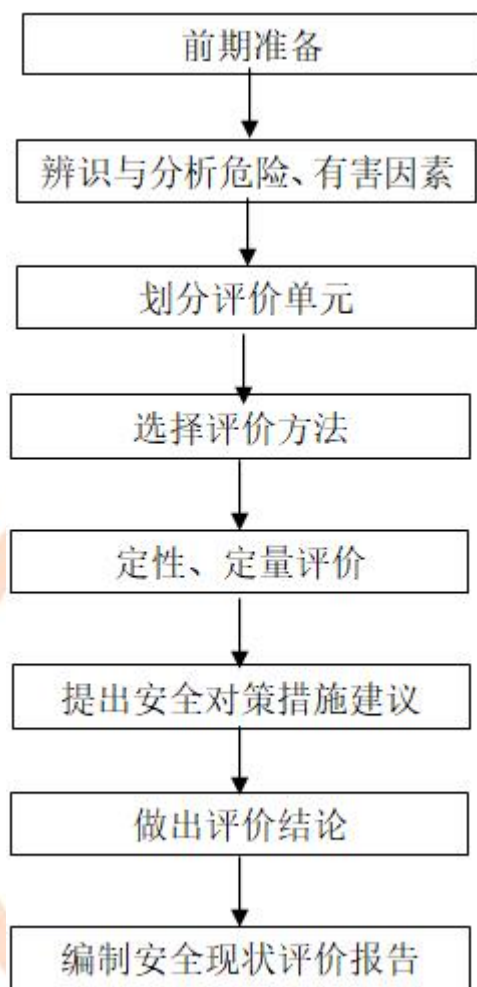 前期准备
辨识与分析危险、有害因素
划分评价单元
选择评价方法
定性、定量评价
提出安全对策措施建议
做出评价结论
编制安全现状评价报告